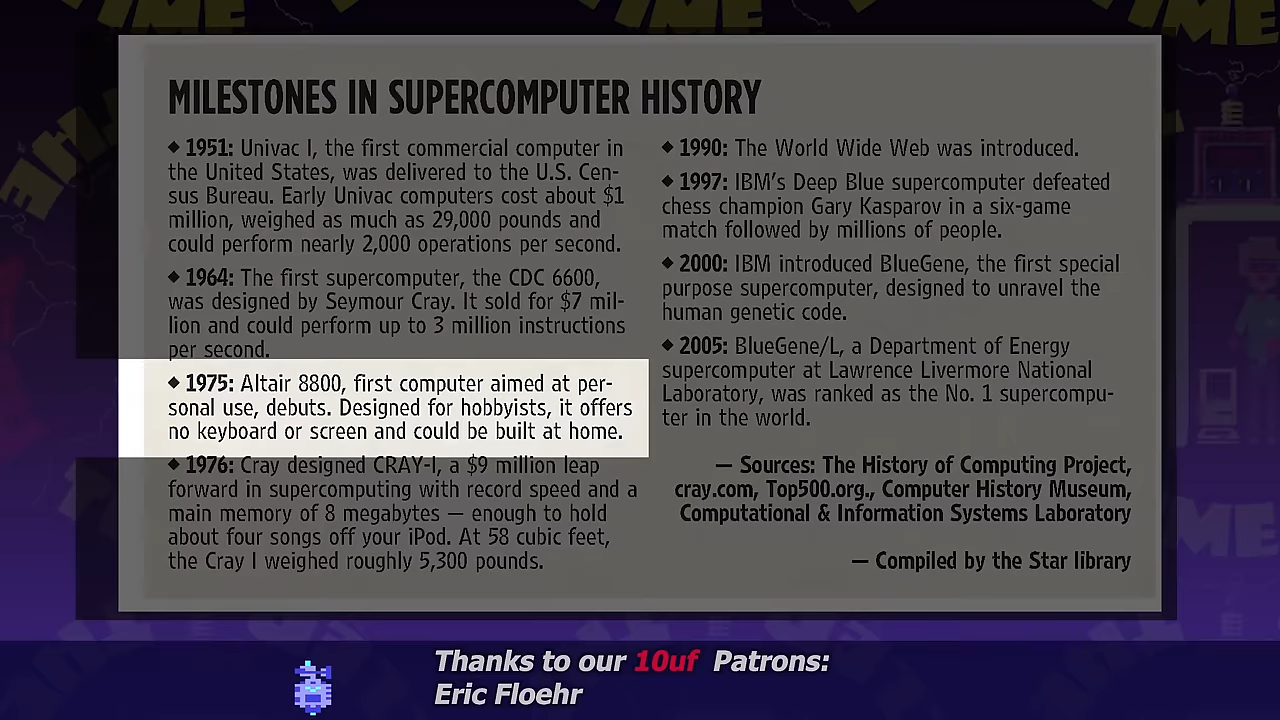 MILESTONES IN SUPERCOMPUTER HISTORY
◆ 1951: Univac I, the first commercial computer in
the United States, was delivered to the U.S. Cen-
sus Bureau. Early Univac computers cost about $1
million, weighed as much as 29,000 pounds and
could perform nearly 2,000 operations per second.
◆ 1964: The first supercomputer, the CDC 6600,
was designed by Seymour Cray. It sold for $7 mil-
lion and could perform up to 3 million instructions
per second.
◆ 1975: Altair 8800, first computer aimed at per-
sonal use, debuts. Designed for hobbyists, it offers
no keyboard or screen and could be built at home.
◆ 1976: Cray designed CRAY-I, a $9 million leap
forward in supercomputing with record speed and a
main memory of 8 megabytes — enough to hold
about four songs off your iPod. At 58 cubic feet,
the Cray I weighed roughly 5,300 pounds.
◆ 1990: The World Wide Web was introduced.
◆ 1997: IBM's Deep Blue supercomputer defeated
chess champion Gary Kasparov in a six-game
match followed by millions of people.
◆ 2000: IBM introduced BlueGene, the first special
purpose supercomputer, designed to unravel the
human genetic code.
◆ 2005: BlueGene/L, a Department of Energy
supercomputer at Lawrence Livermore National
Laboratory, was ranked as the No. 1 supercompu-
ter in the world.
— Sources: The History of Computing Project,
cray.com, Top500.org., Computer History Museum,
Computational & Information Systems Laboratory
— Compiled by the Star library
Thanks to our 10uf Patrons:
Eric Floehr